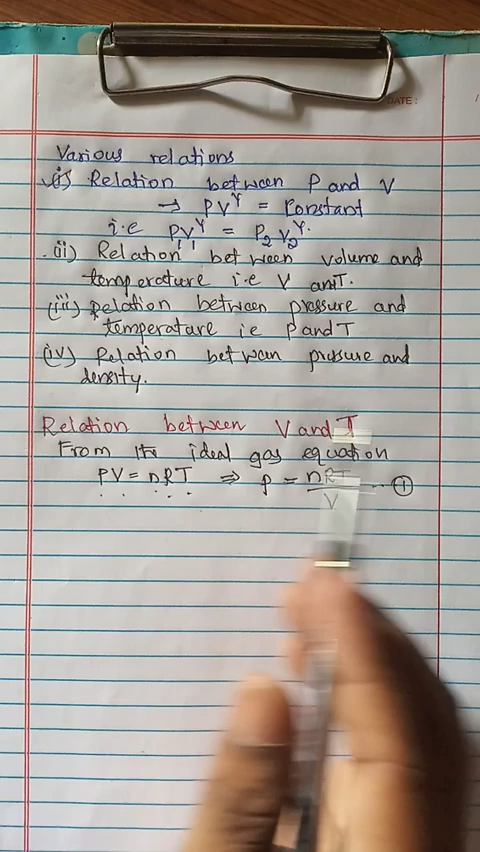 DATE :
Various relations
(i) Relation between P and V
→ PV^γ = Constant
i.e P₁V₁^γ = P₂V₂^γ.
ii) Relation between volume and
temperature i.e V and T.
(iii) Relation between pressure and
temperature ie P and T
(iv) Relation between pressure and
density.
Relation between V and T
From the ideal gas equation
PV = nRT ⇒ P = nRT/V ... ①